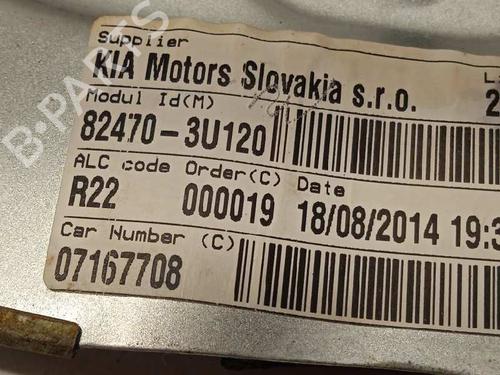 Supplier
KIA Motors Slovakia s.r.o.
Modul Id(M)
82470-3U120
ALC code Order(C) Date
R22 000019 18/08/2014 19:3
Car Number (C)
07167708
B-PARTS